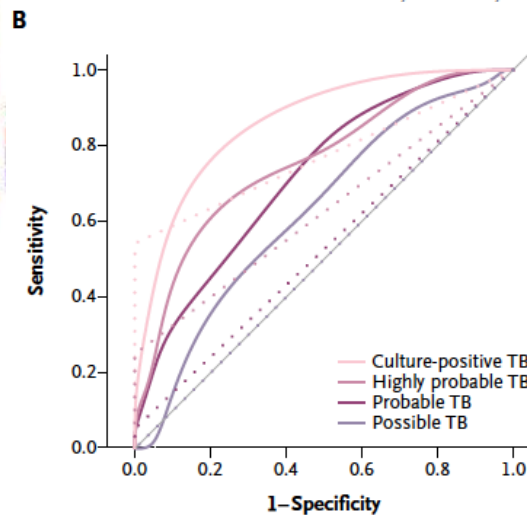 B
1.0
0.8
0.6
0.4
0.2
0.0
Sensitivity
Culture-positive TB
Highly probable TB
Probable TB
Possible TB
0.0 0.2 0.4 0.6 0.8 1.0
1–Specificity